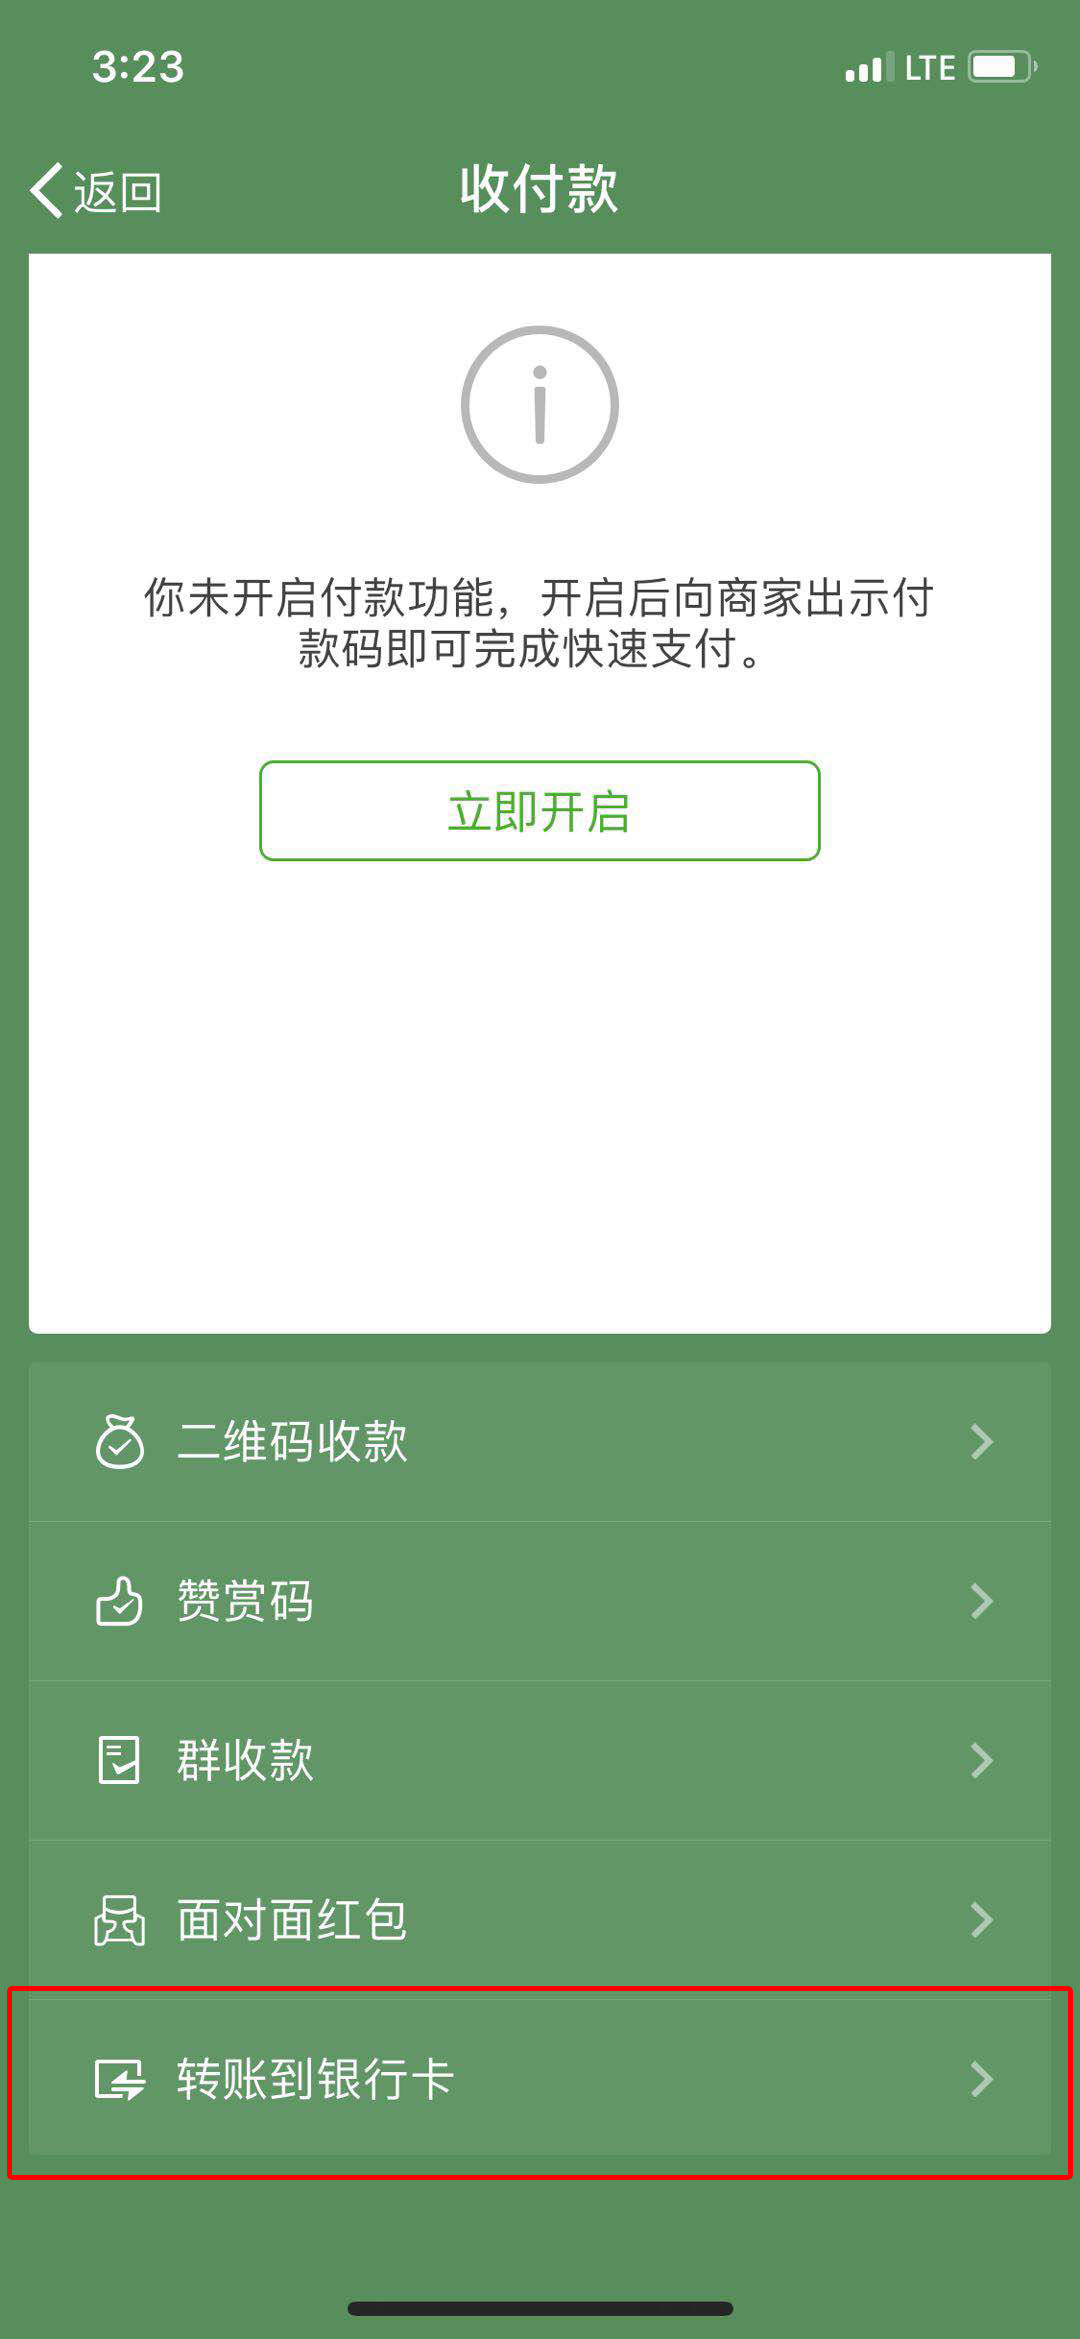 3:23
LTE
返回
收付款
你未开启付款功能，开启后向商家出示付
款码即可完成快速支付。
立即开启
二维码收款
赞赏码
群收款
面对面红包
转账到银行卡